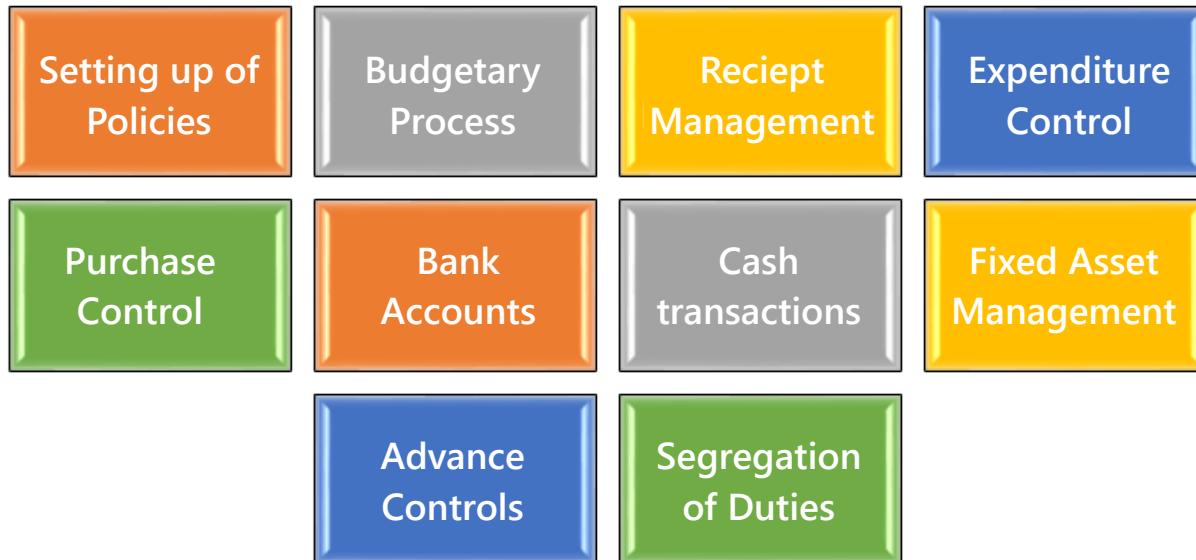 Setting up of
Policies
Budgetary
Process
Reciept
Management
Expenditure
Control
Purchase
Control
Bank
Accounts
Cash
transactions
Fixed Asset
Management
Advance
Controls
Segregation
of Duties